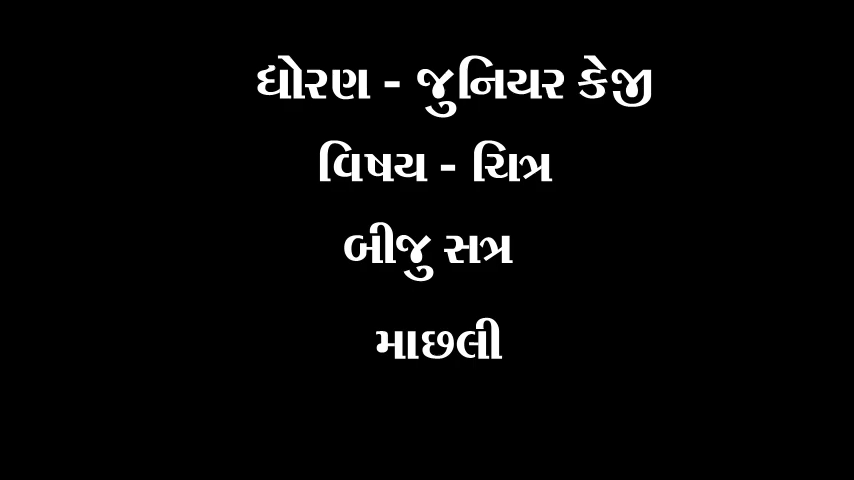 ધોરણ - જુનિયર કેજી
વિષય - ચિત્ર
બીજુ સત્ર
માછલી